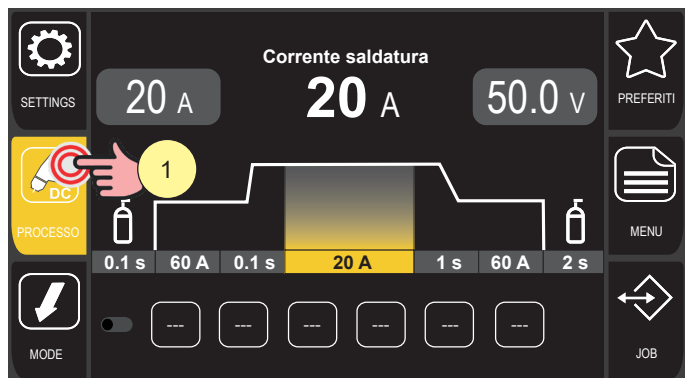 SETTINGS
DC
PROCESSO
MODE
Corrente saldatura
20 A
20 A
50.0 V
1
0.1 s 60 A 0.1 s 20 A 1 s 60 A 2 s
--- --- --- --- --- ---
PREFERITI
MENU
JOB